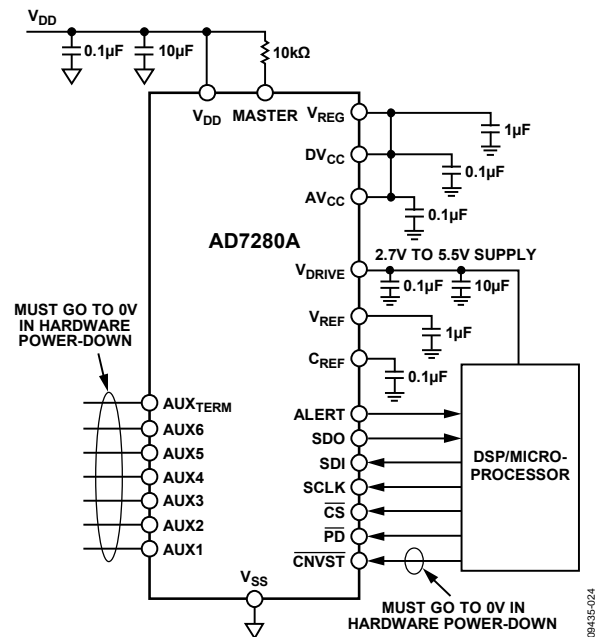 VDD
0.1µF
10µF
10kΩ
VDD
MASTER
VREG
1µF
DVCC
0.1µF
AVCC
0.1µF
AD7280A
2.7V TO 5.5V SUPPLY
VDRIVE
0.1µF
10µF
MUST GO TO 0V
IN HARDWARE
POWER-DOWN
VREF
1µF
CREF
0.1µF
AUXTERM
AUX6
AUX5
AUX4
AUX3
AUX2
AUX1
ALERT
SDO
SDI
SCLK
CS
PD
CNVST
DSP/MICRO-
PROCESSOR
VSS
MUST GO TO 0V IN
HARDWARE POWER-DOWN
09435-024